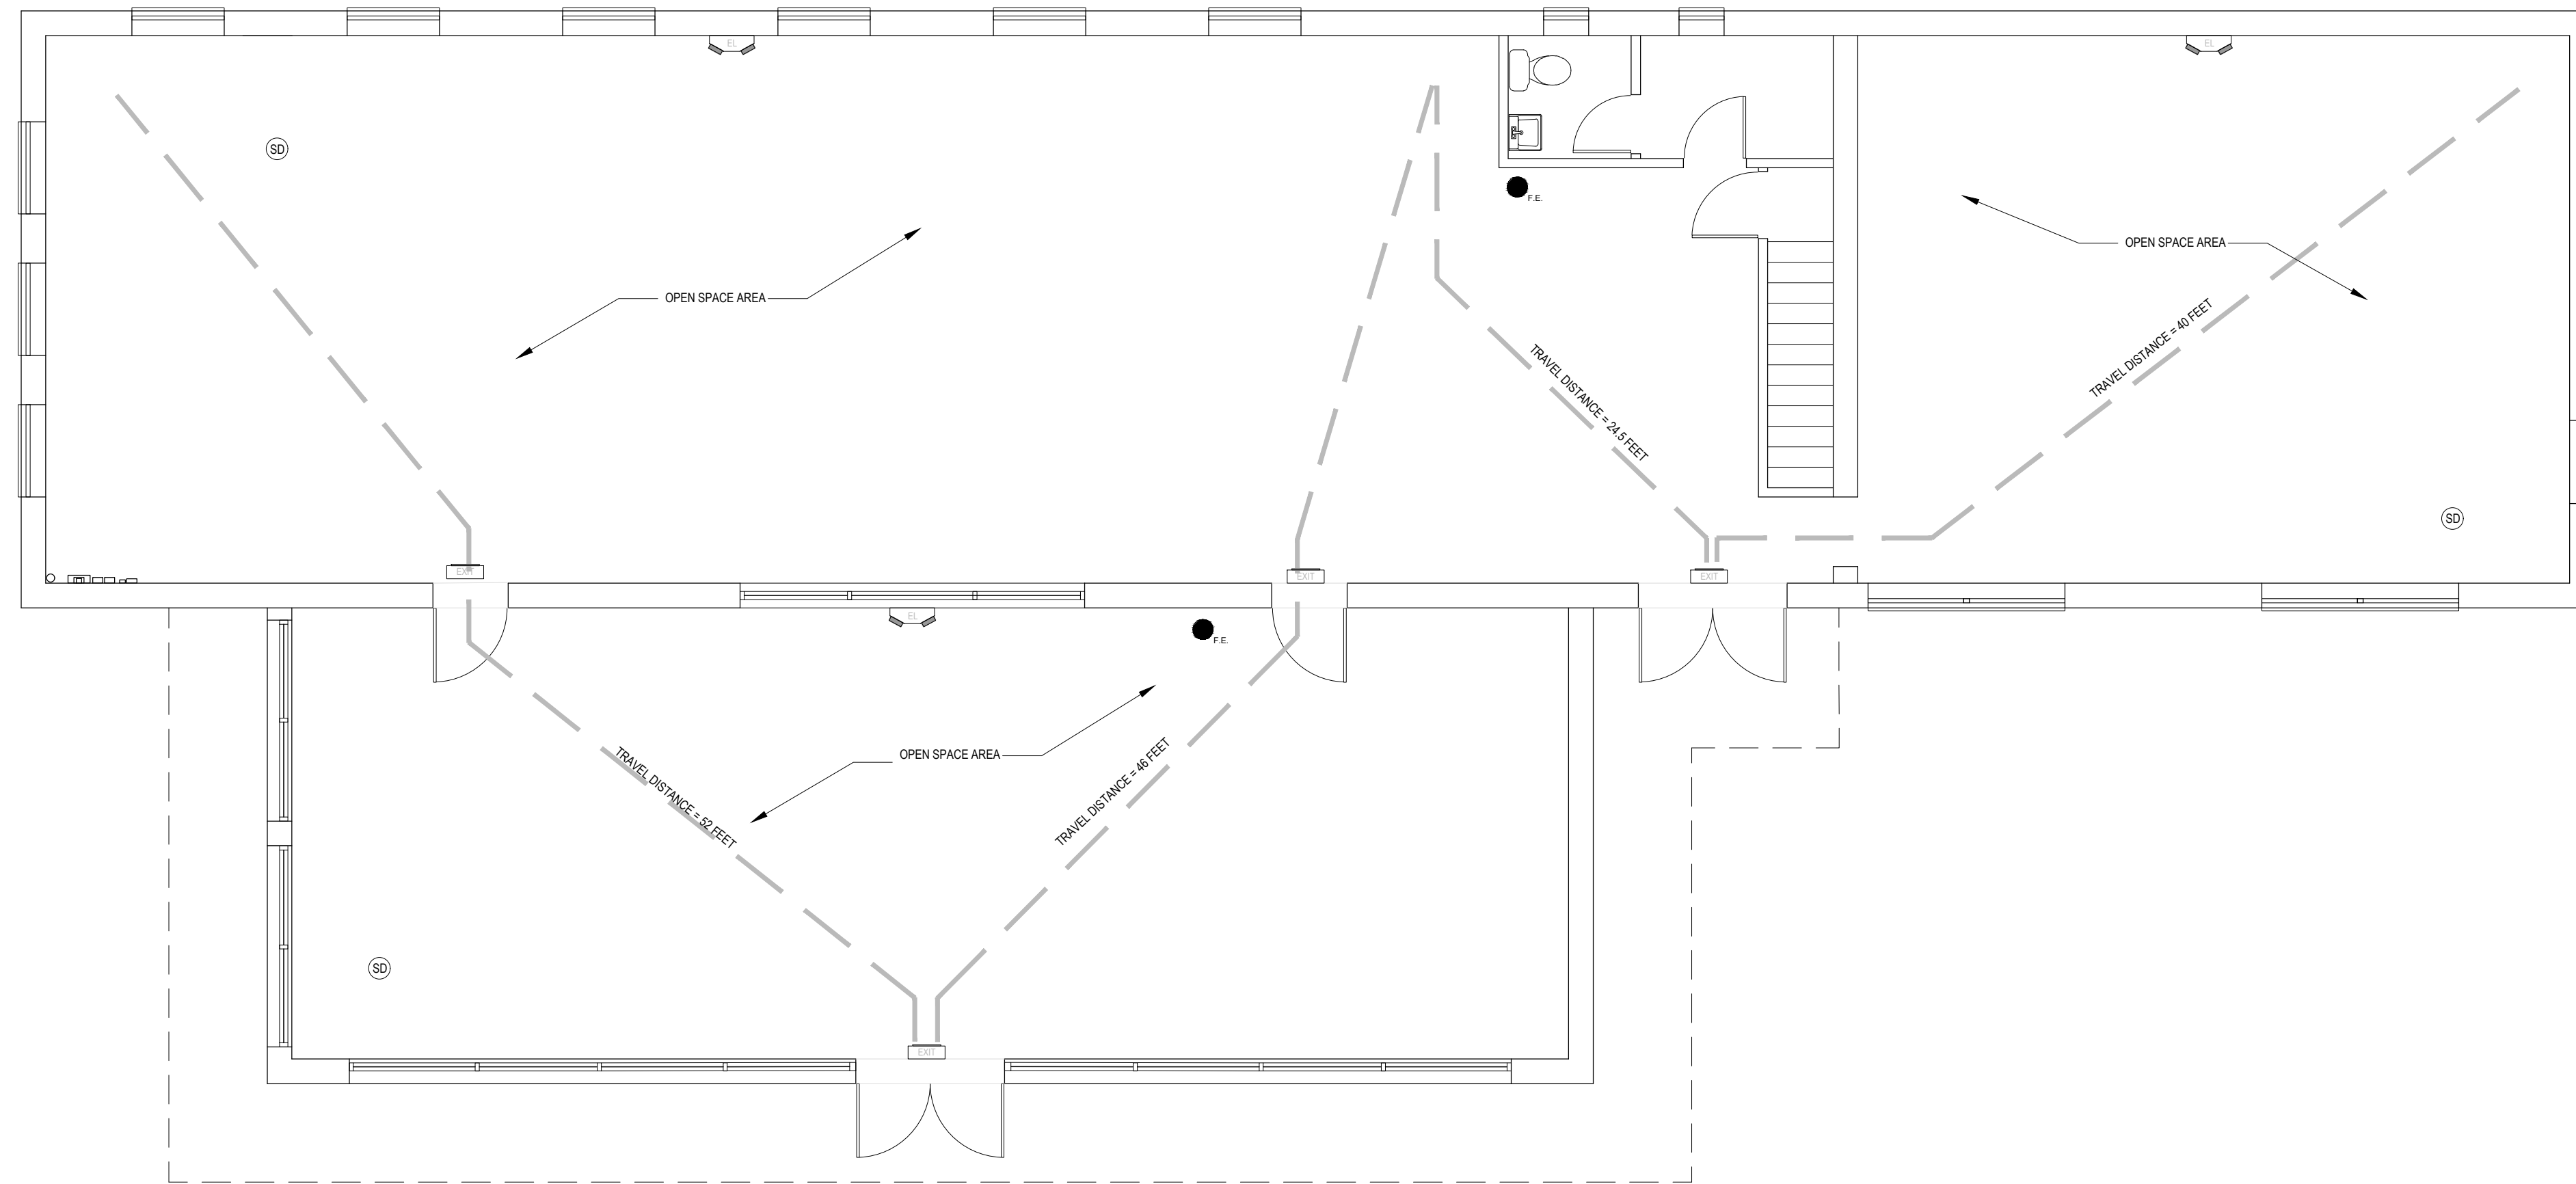 EL
EL
SD
F.E.
OPEN SPACE AREA
OPEN SPACE AREA
TRAVEL DISTANCE = 24.5 FEET
TRAVEL DISTANCE = 40 FEET
SD
EXIT
EXIT
EXIT
EL
F.E.
OPEN SPACE AREA
TRAVEL DISTANCE = 52 FEET
TRAVEL DISTANCE = 46 FEET
SD
EXIT